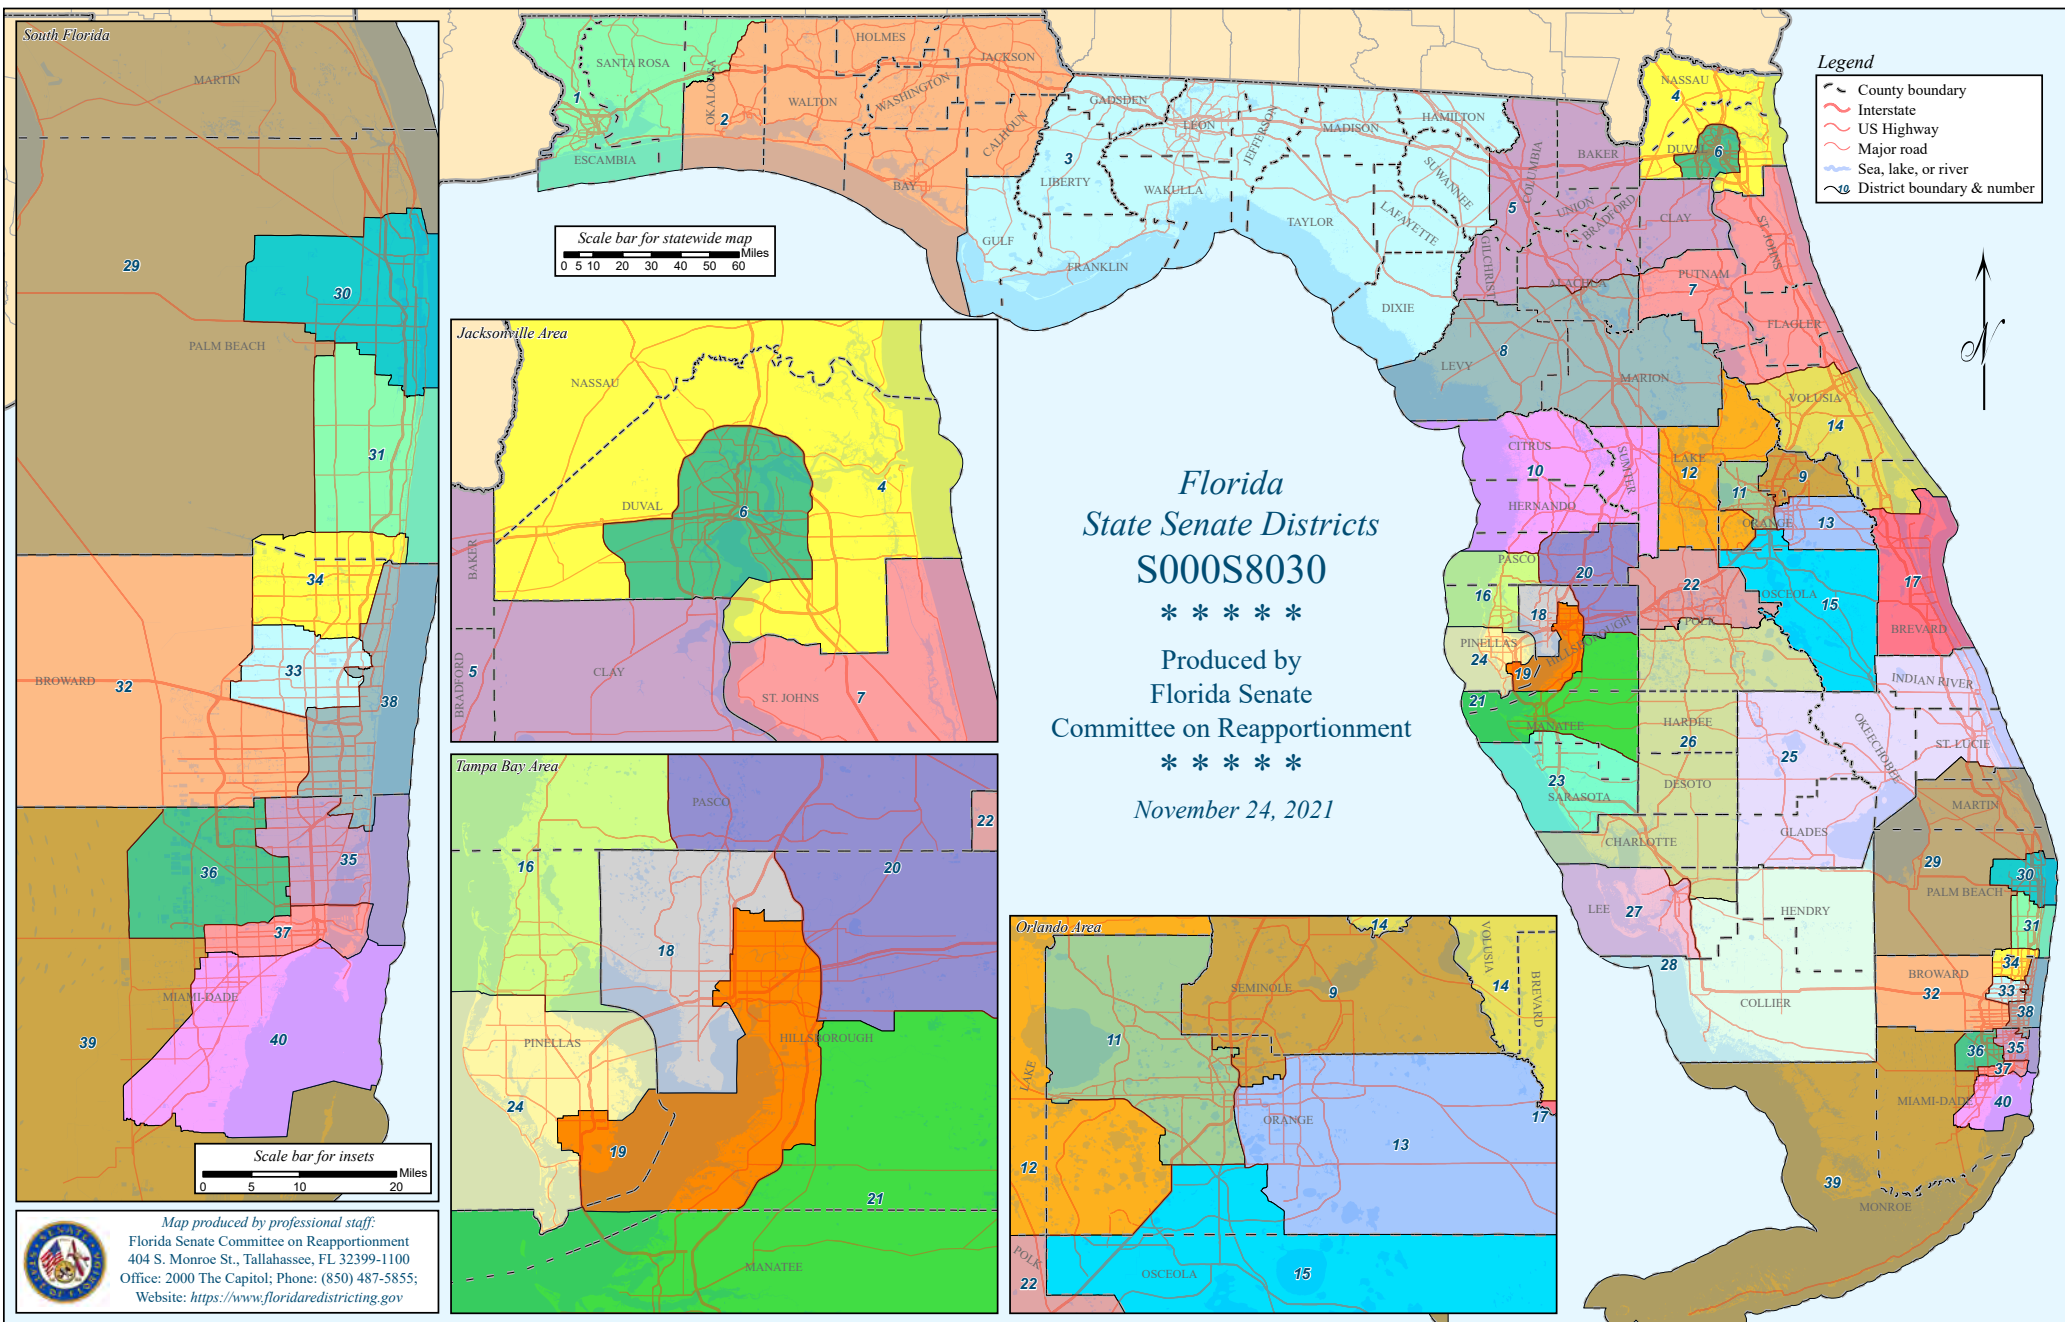 South Florida
MARTIN
29
30
PALM BEACH
31
34
33
BROWARD
32
38
35
36
37
MIAMI-DADE
39
40
Scale bar for insets
Miles
0 5 10 20
Map produced by professional staff:
Florida Senate Committee on Reapportionment
404 S. Monroe St., Tallahassee, FL 32399-1100
Office: 2000 The Capitol; Phone: (850) 487-5855;
Website: https://www.floridaredistricting.gov
SANTA ROSA
1
ESCAMBIA
OKALOOSA
2
WALTON
HOLMES
WASHINGTON
JACKSON
CALHOUN
BAY
GADSDEN
3
LIBERTY
GULF
FRANKLIN
LEON
WAKULLA
JEFFERSON
MADISON
TAYLOR
HAMILTON
SUWANNEE
LAFAYETTE
DIXIE
Scale bar for statewide map
Miles
0 5 10 20 30 40 50 60
Jacksonville Area
NASSAU
4
DUVAL
6
BAKER
BRADFORD
5
CLAY
ST. JOHNS
7
Tampa Bay Area
PASCO
22
16
20
18
PINELLAS
HILLSBOROUGH
24
19
21
MANATEE
Florida
State Senate Districts
S000S8030
* * * * *
Produced by
Florida Senate
Committee on Reapportionment
* * * * *
November 24, 2021
Orlando Area
14
VOLUSIA
SEMINOLE
9
14
BREVARD
11
LAKE
ORANGE
17
13
12
POLK
22
OSCEOLA
15
Legend
County boundary
Interstate
US Highway
Major road
Sea, lake, or river
10 District boundary & number
N
NASSAU
4
DUVAL
6
COLUMBIA
BAKER
5
UNION
BRADFORD
CLAY
ST. JOHNS
GILCHRIST
ALACHUA
PUTNAM
7
FLAGLER
8
LEVY
MARION
VOLUSIA
14
CITRUS
10
SUMTER
HERNANDO
LAKE
12
11
9
ORANGE
13
PASCO
20
16
18
22
OSCEOLA
15
17
BREVARD
POLK
PINELLAS
24
HILLSBOROUGH
19
21
MANATEE
HARDEE
26
INDIAN RIVER
OKEECHOBEE
ST. LUCIE
25
23
SARASOTA
DESOTO
GLADES
MARTIN
CHARLOTTE
29
30
PALM BEACH
LEE
27
HENDRY
31
28
COLLIER
BROWARD
32
34
33
38
36
35
37
MIAMI-DADE
40
39
MONROE